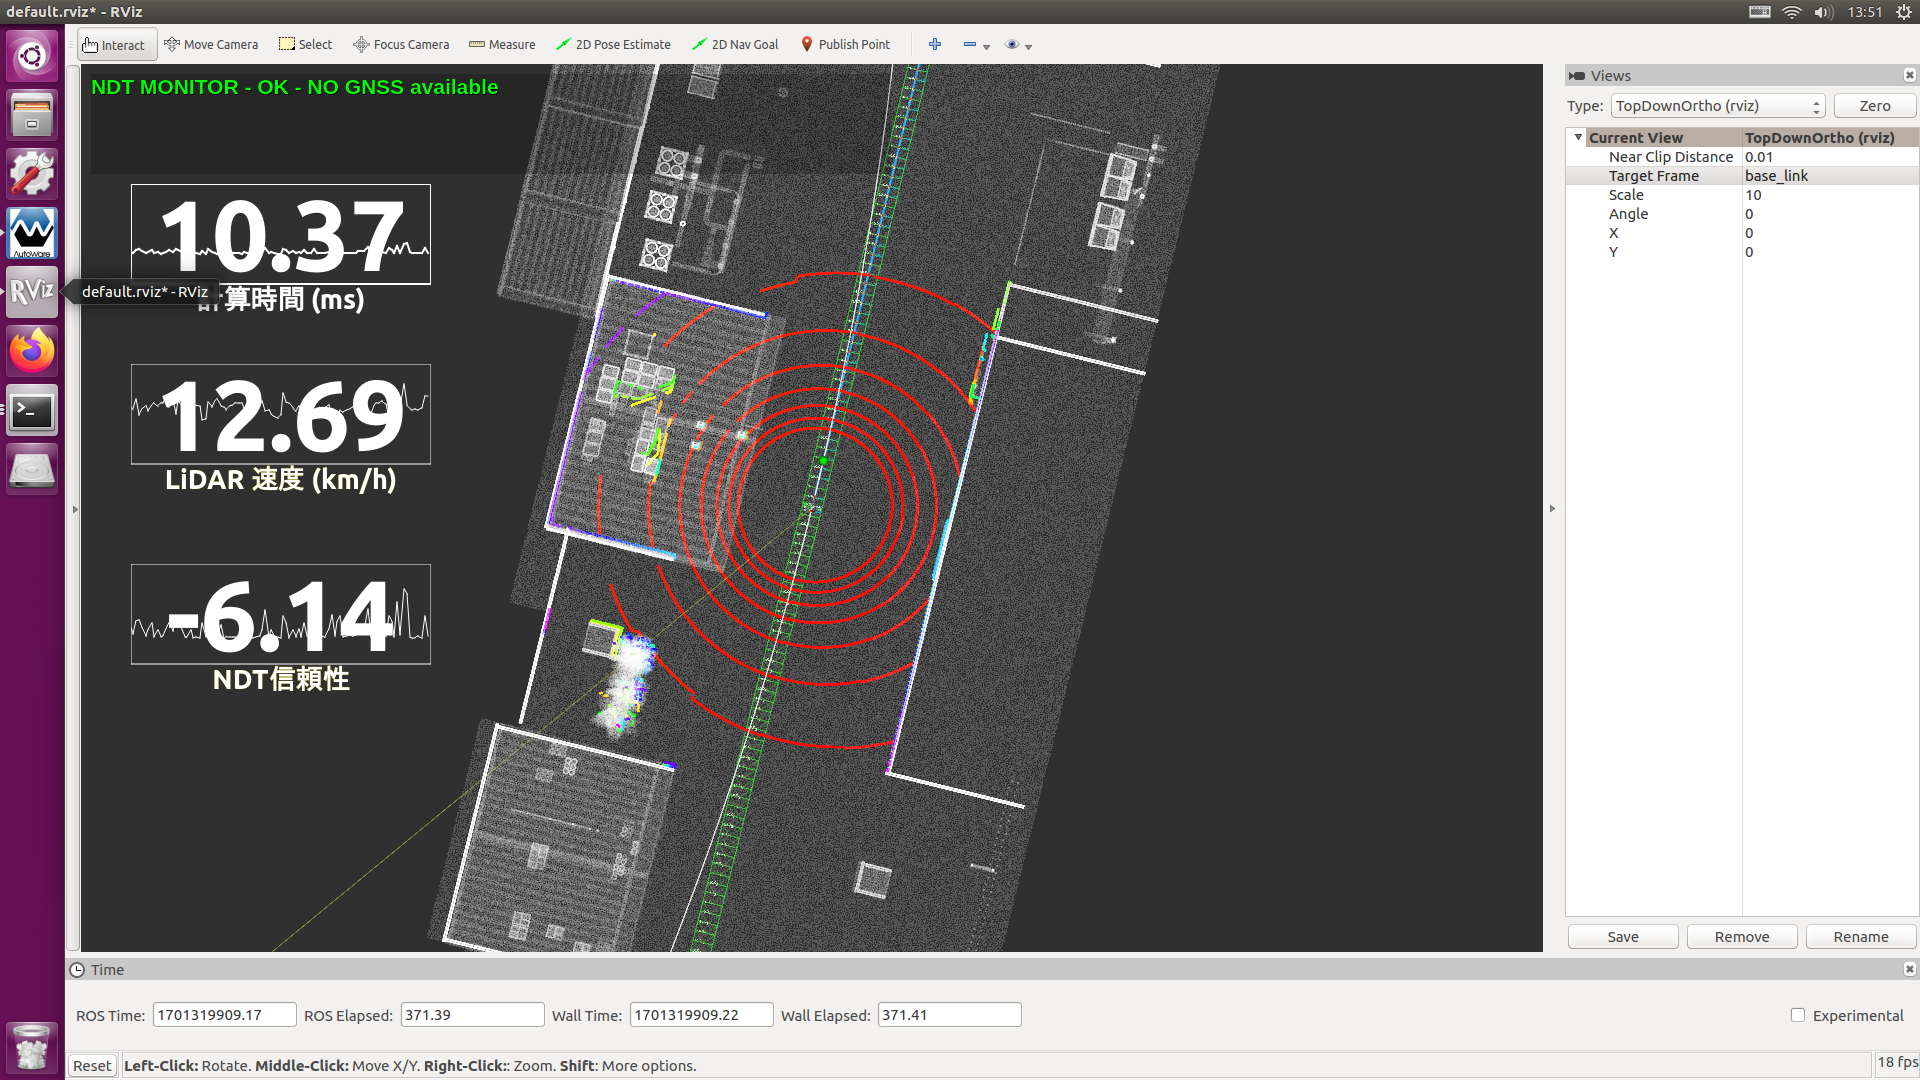 default.rviz* - RViz
13:51
Interact
Move Camera
Select
Focus Camera
Measure
2D Pose Estimate
2D Nav Goal
Publish Point
NDT MONITOR - OK - NO GNSS available
10.37
計算時間 (ms)
12.69
LiDAR 速度 (km/h)
-6.14
NDT信頼性
AutoWare
RViz
default.rviz* - RViz
Views
Type: TopDownOrtho (rviz) Zero
Current View TopDownOrtho (rviz)
Near Clip Distance 0.01
Target Frame base_link
Scale 10
Angle 0
X 0
Y 0
Save Remove Rename
Time
ROS Time: 1701319909.17 ROS Elapsed: 371.39 Wall Time: 1701319909.22 Wall Elapsed: 371.41 Experimental
Reset Left-Click: Rotate. Middle-Click: Move X/Y. Right-Click:: Zoom. Shift: More options. 18 fps